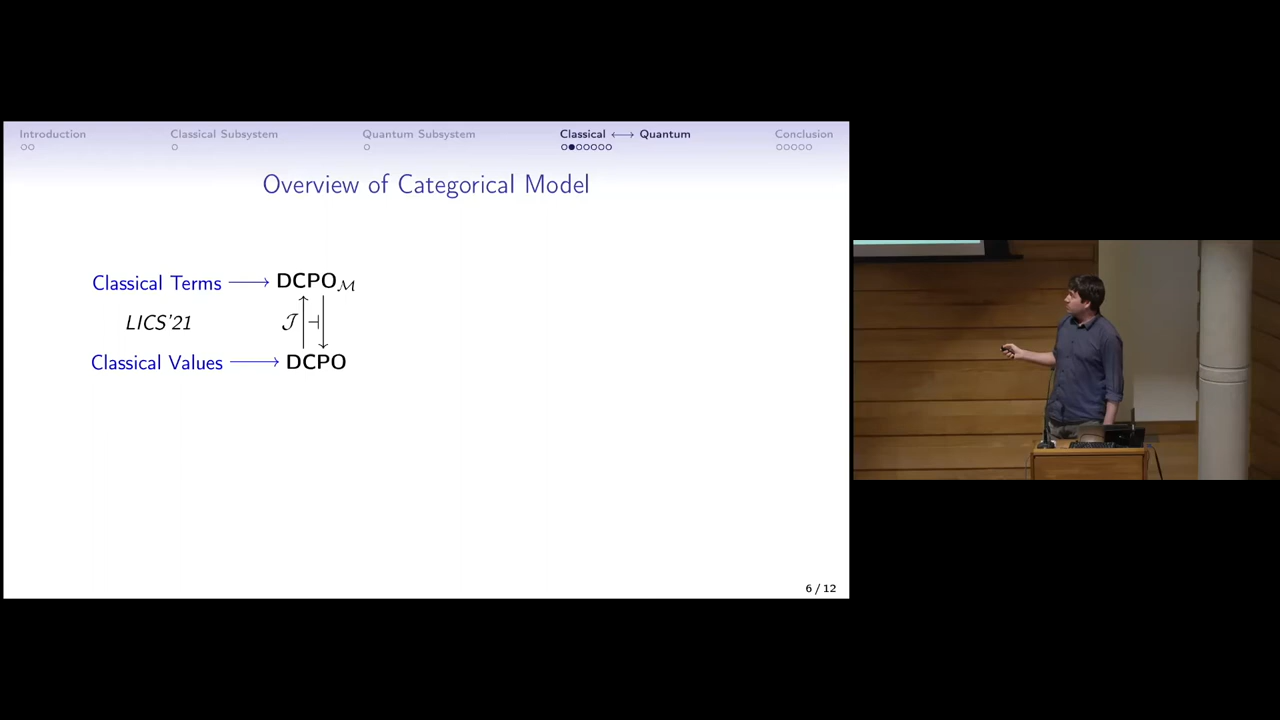 Introduction
Classical Subsystem
Quantum Subsystem
Classical ⟷ Quantum
Conclusion
Overview of Categorical Model
Classical Terms ⟶ DCPO_ℳ
LICS'21 𝒥 ⊣
Classical Values ⟶ DCPO
6 / 12